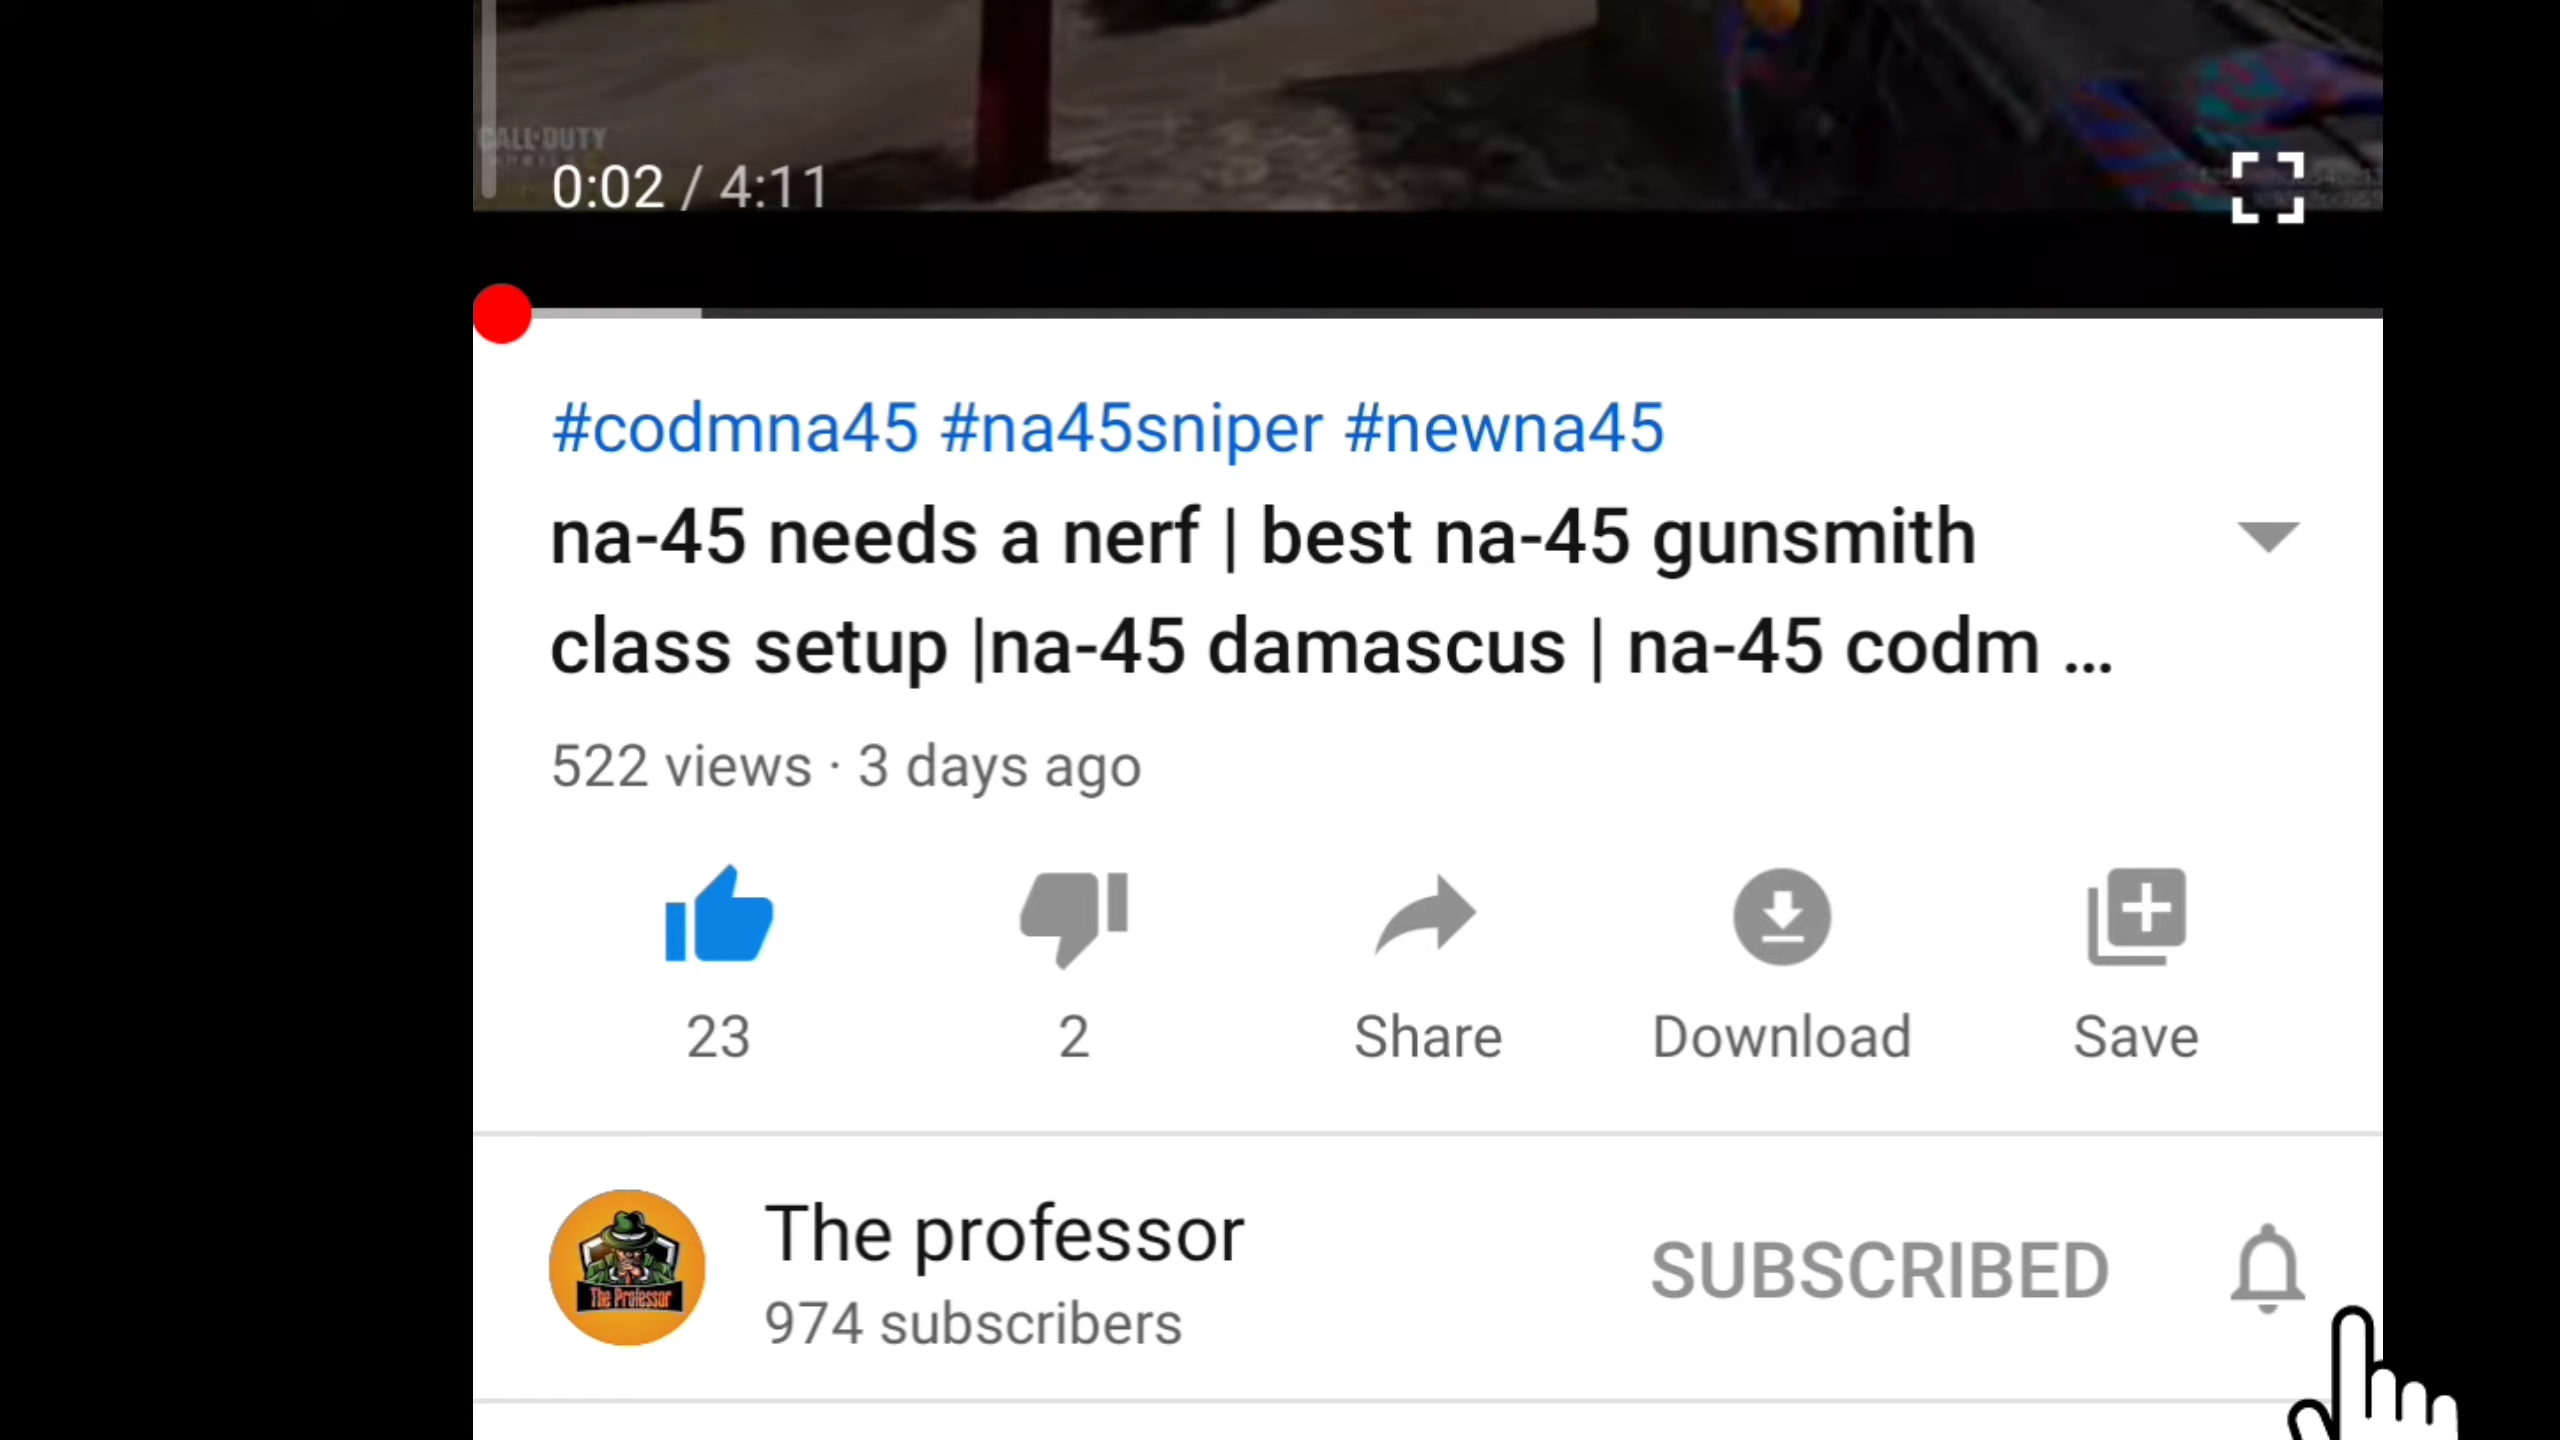 CALL·DUTY
0:02 / 4:11
#codmna45 #na45sniper #newna45
na-45 needs a nerf | best na-45 gunsmith
class setup |na-45 damascus | na-45 codm ...
522 views · 3 days ago
23
2
Share
Download
Save
The Professor
The professor
974 subscribers
SUBSCRIBED